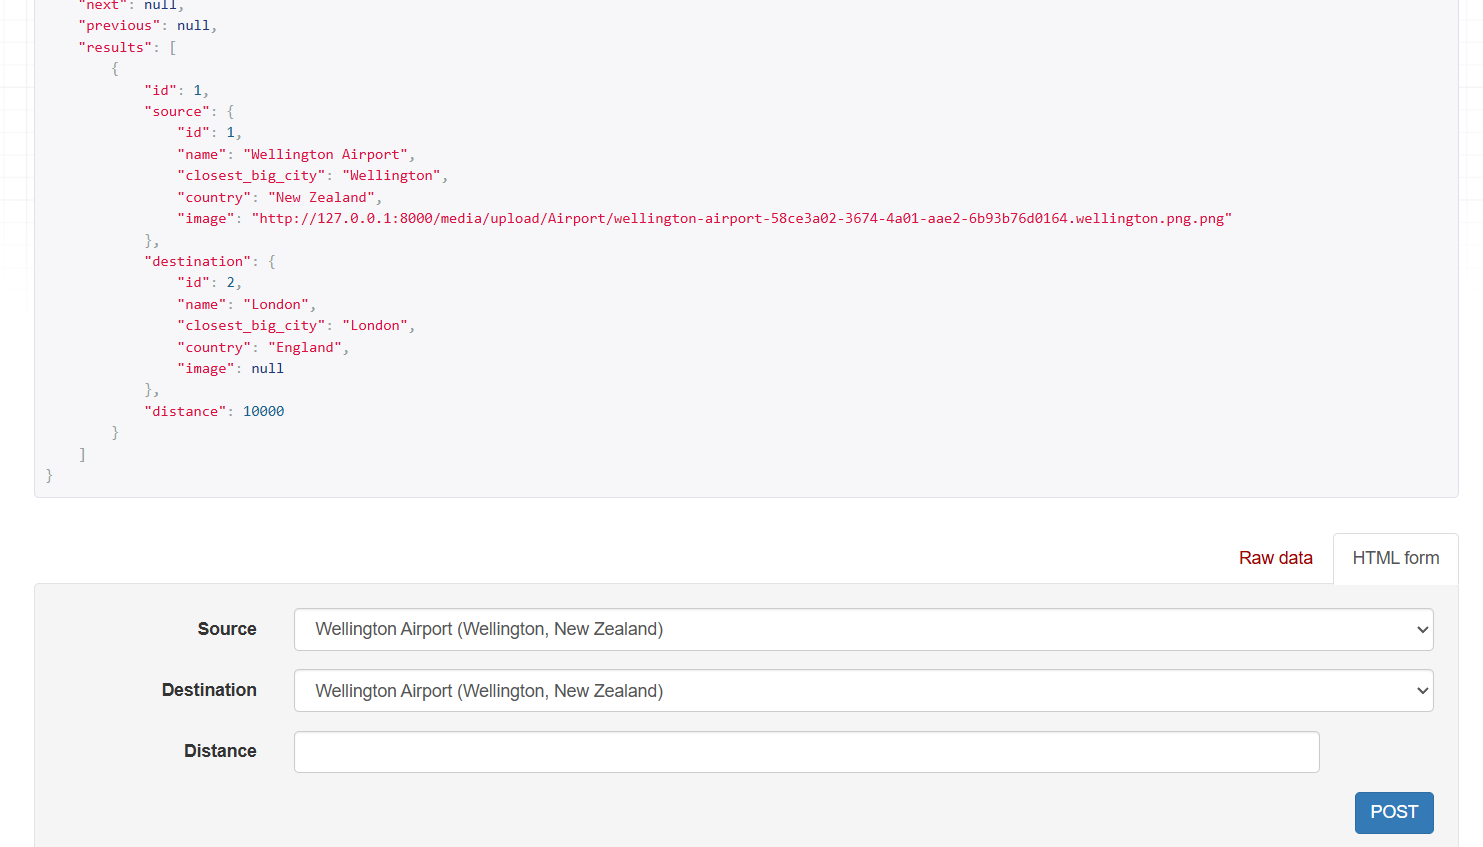 "next": null,
"previous": null,
"results": [
{
"id": 1,
"source": {
"id": 1,
"name": "Wellington Airport",
"closest_big_city": "Wellington",
"country": "New Zealand",
"image": "http://127.0.0.1:8000/media/upload/Airport/wellington-airport-58ce3a02-3674-4a01-aae2-6b93b76d0164.wellington.png.png"
},
"destination": {
"id": 2,
"name": "London",
"closest_big_city": "London",
"country": "England",
"image": null
},
"distance": 10000
}
]
}
Raw data
HTML form
Source
Wellington Airport (Wellington, New Zealand)
Destination
Wellington Airport (Wellington, New Zealand)
Distance
POST